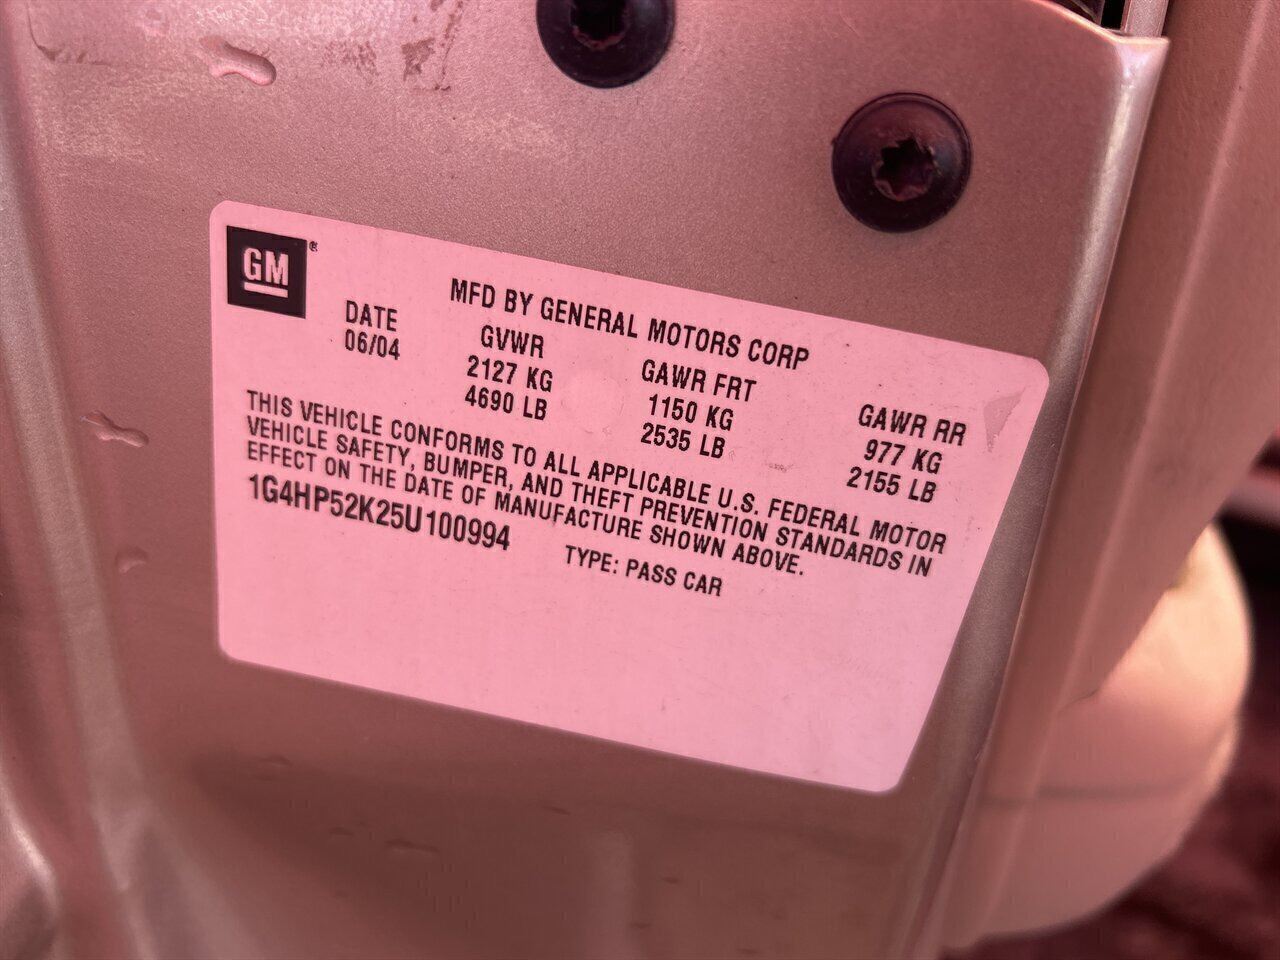 GM®
MFD BY GENERAL MOTORS CORP
DATE GVWR GAWR FRT GAWR RR
06/04 2127 KG 1150 KG 977 KG
4690 LB 2535 LB 2155 LB
THIS VEHICLE CONFORMS TO ALL APPLICABLE U.S. FEDERAL MOTOR
VEHICLE SAFETY, BUMPER, AND THEFT PREVENTION STANDARDS IN
EFFECT ON THE DATE OF MANUFACTURE SHOWN ABOVE.
1G4HP52K25U100994 TYPE: PASS CAR